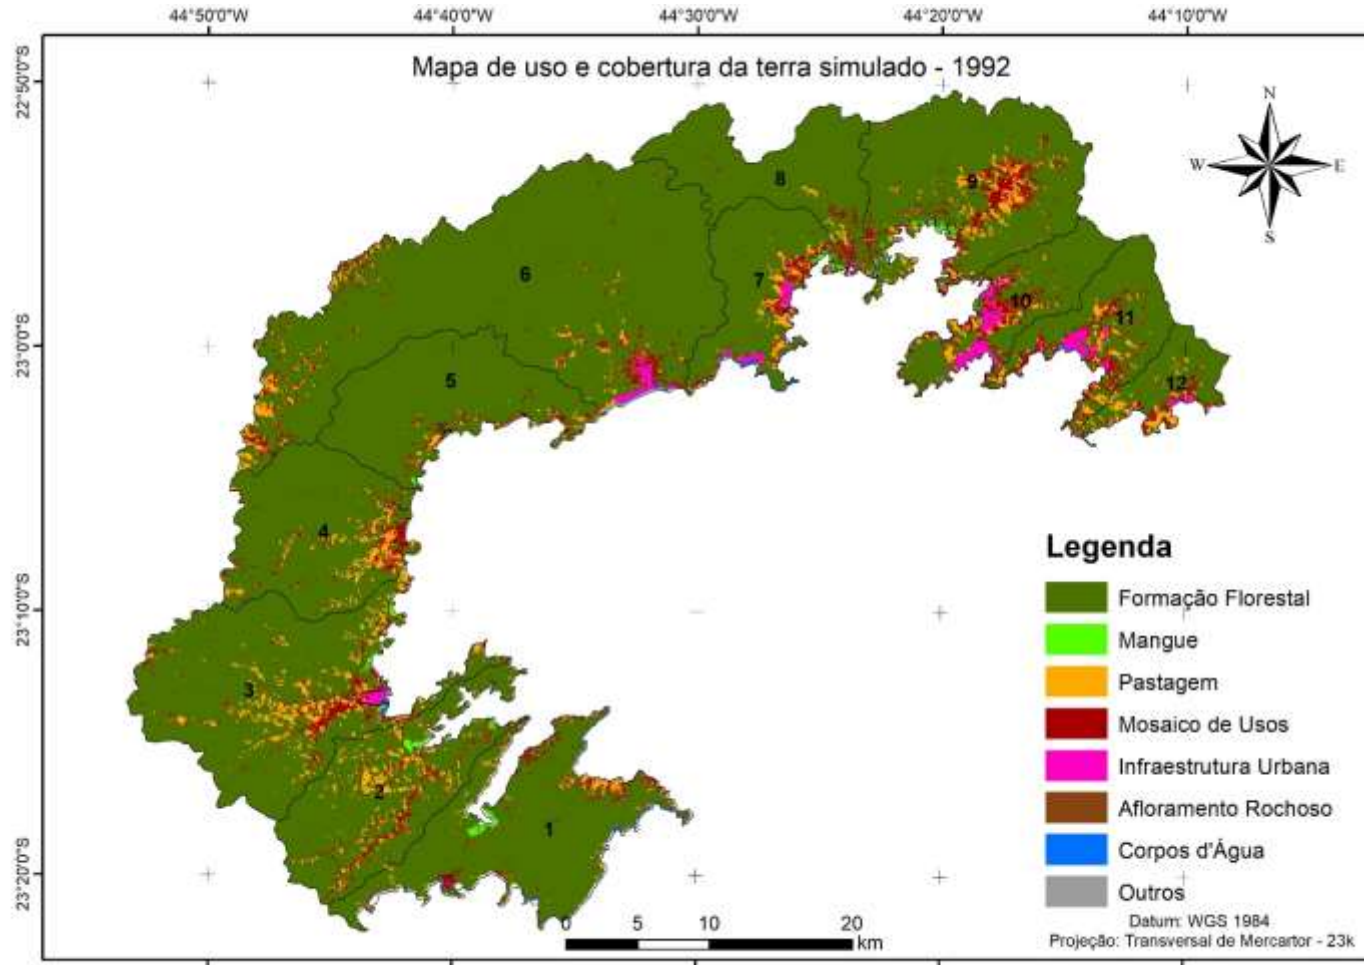 44°50'0"W 44°40'0"W 44°30'0"W 44°20'0"W 44°10'0"W
Mapa de uso e cobertura da terra simulado - 1992
22°50'0"S
N
W E
S
8
9
6
7
10
11
23°0'0"S
5
12
4
Legenda
Formação Florestal
23°10'0"S
Mangue
Pastagem
3
Mosaico de Usos
Infraestrutura Urbana
2
Afloramento Rochoso
1
Corpos d'Água
23°20'0"S
Outros
0 5 10 20
km
Datum: WGS 1984
Projeção: Transversal de Mercartor - 23k